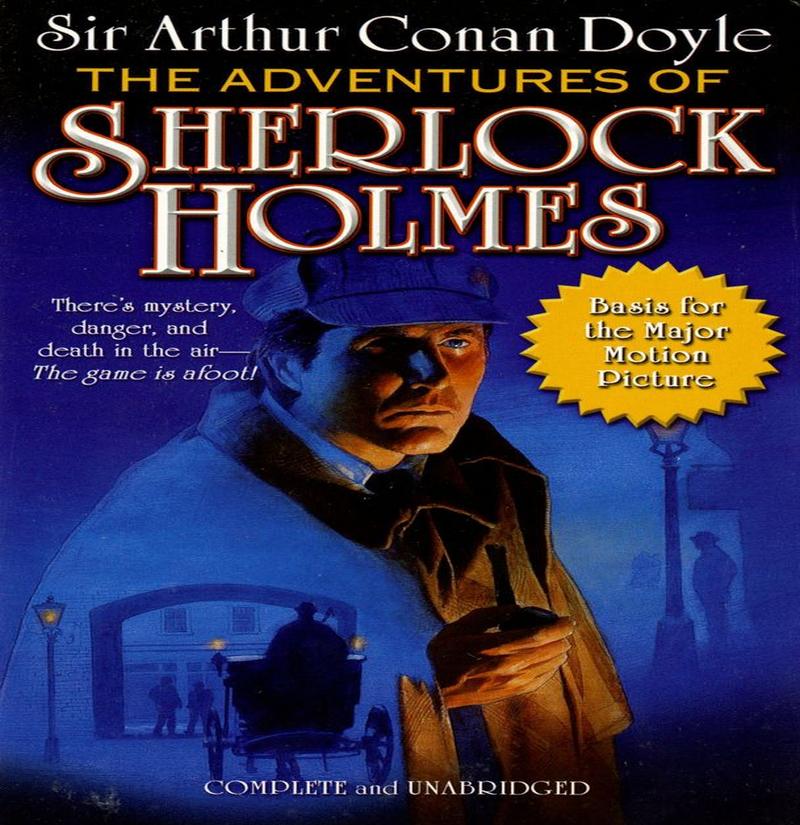 Sir Arthur Conan Doyle
THE ADVENTURES OF
SHERLOCK
HOLMES
There's mystery,
danger, and
death in the air—
The game is afoot!
Basis for
the Major
Motion
Picture
COMPLETE and UNABRIDGED